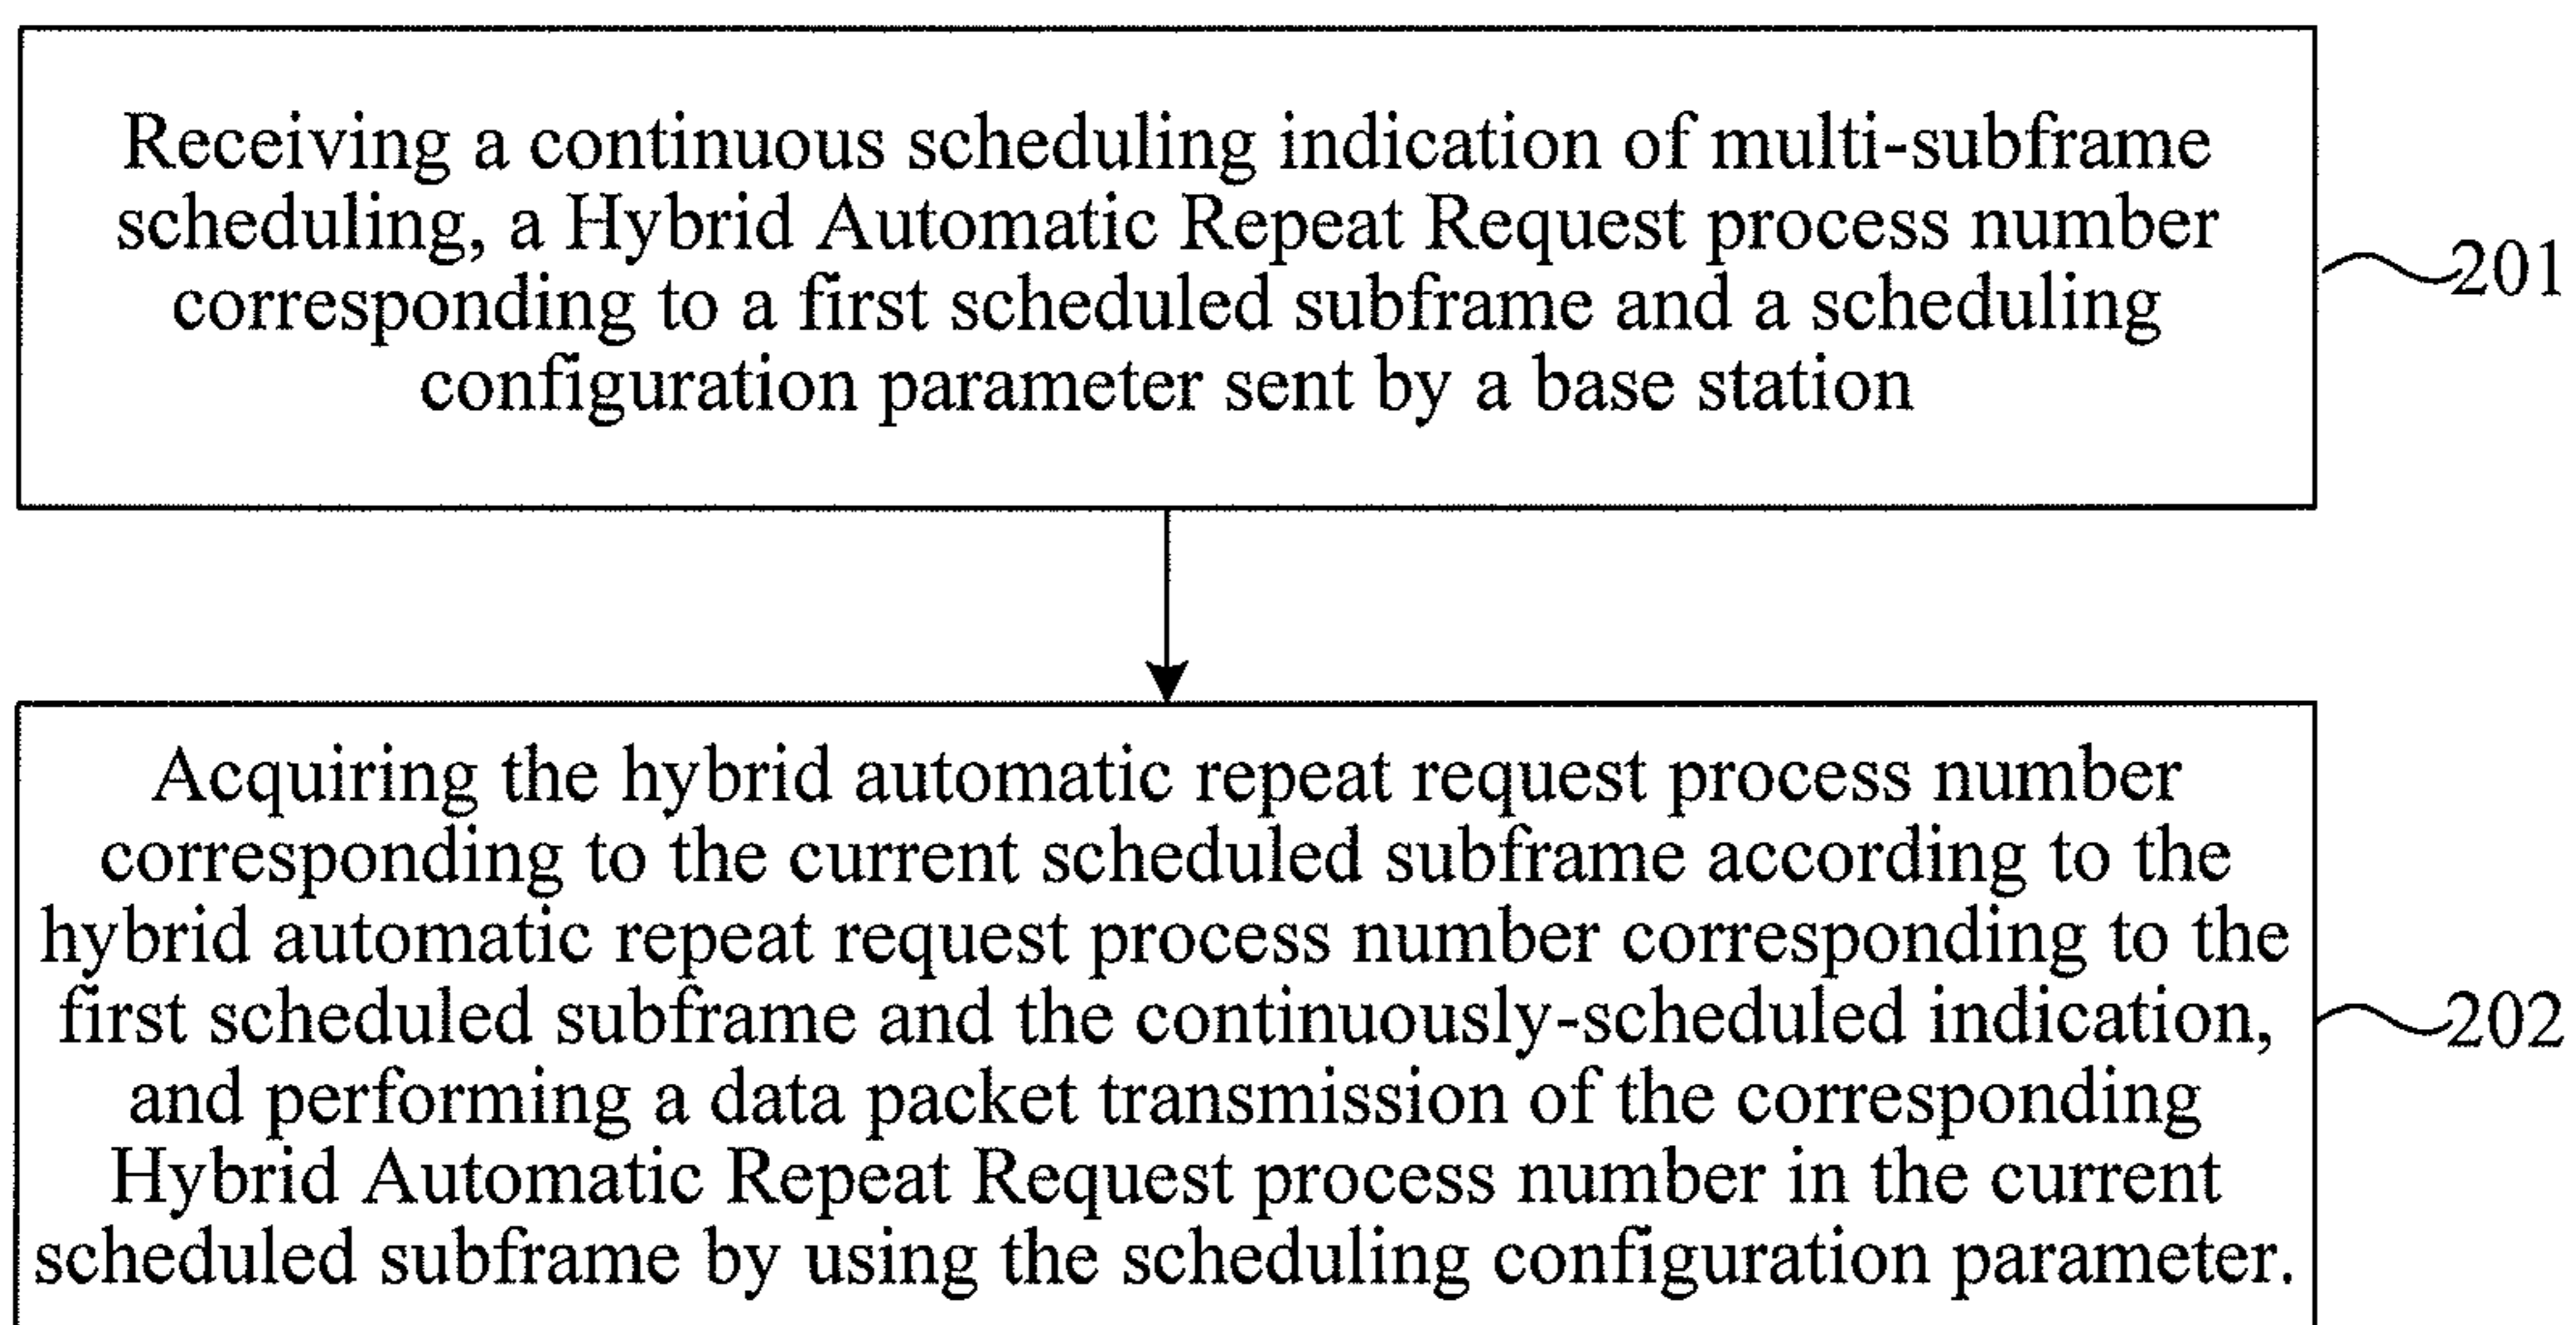 Receiving a continuous scheduling indication of multi-subframe
scheduling, a Hybrid Automatic Repeat Request process number
corresponding to a first scheduled subframe and a scheduling
configuration parameter sent by a base station
201
Acquiring the hybrid automatic repeat request process number
corresponding to the current scheduled subframe according to the
hybrid automatic repeat request process number corresponding to the
first scheduled subframe and the continuously-scheduled indication,
and performing a data packet transmission of the corresponding
Hybrid Automatic Repeat Request process number in the current
scheduled subframe by using the scheduling configuration parameter.
202